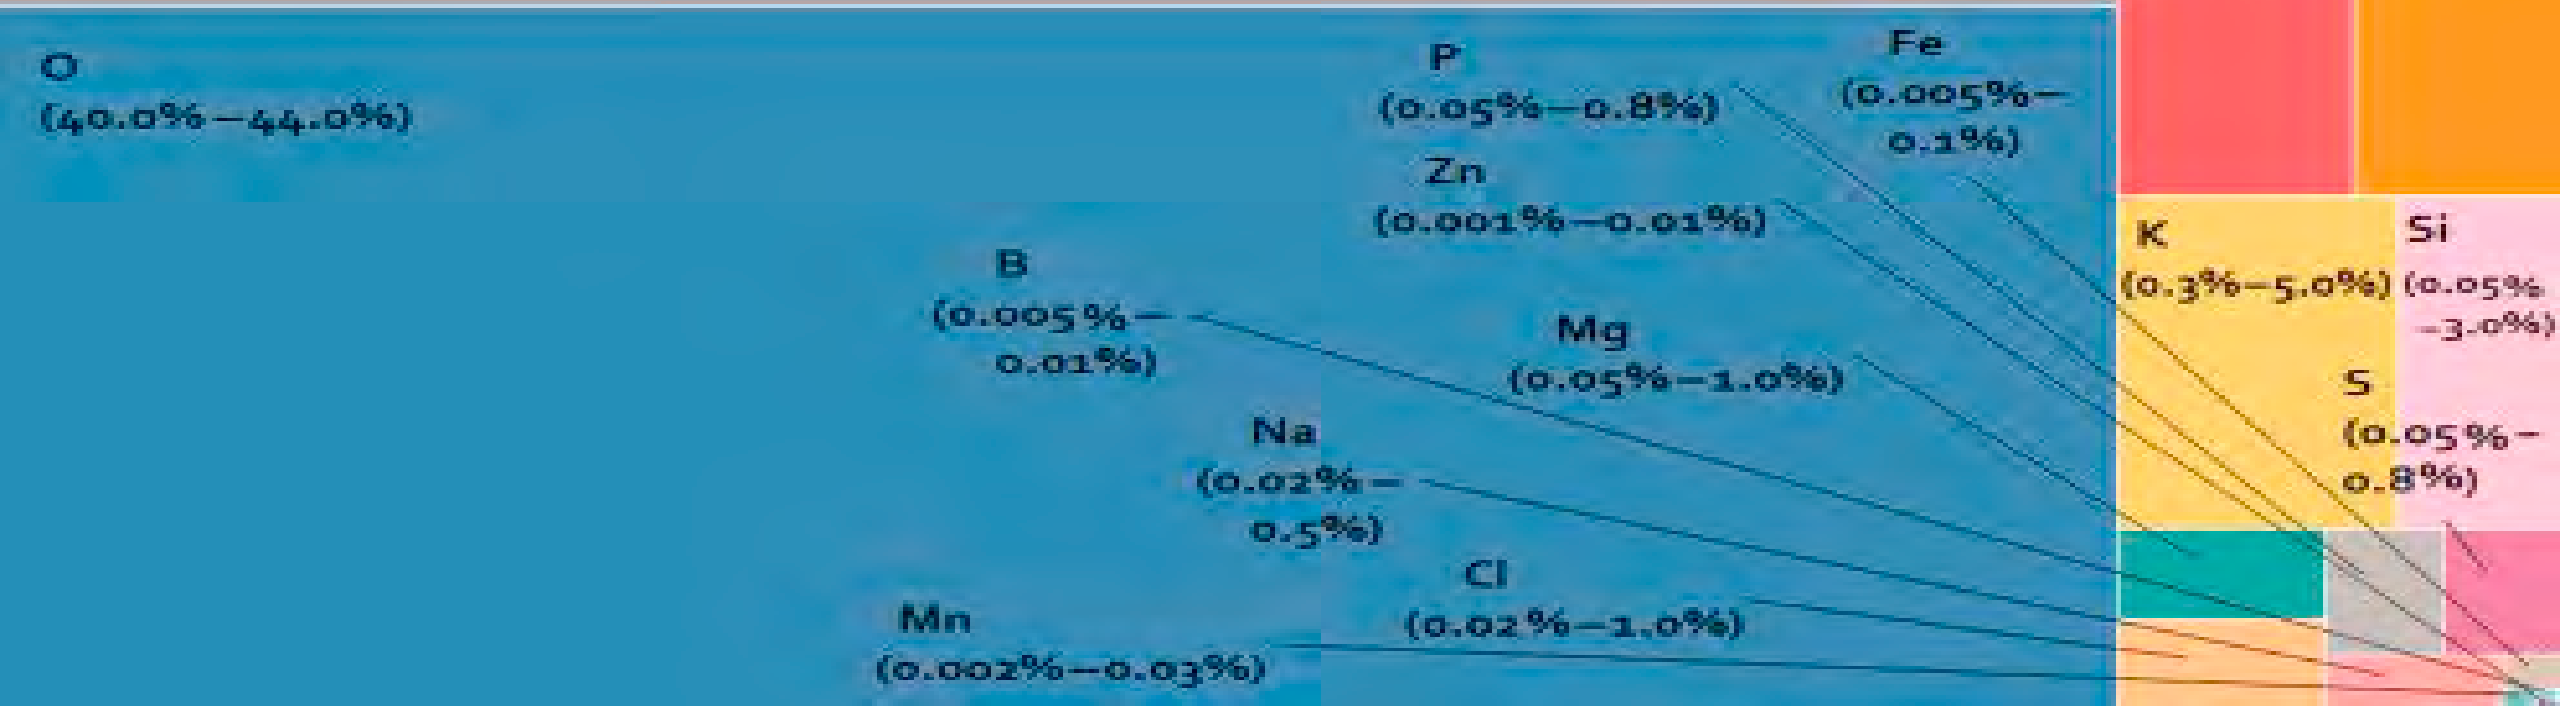 O
(40.0%–44.0%)
P
(0.05%–0.8%)
Fe
(0.005%–
0.1%)
Zn
(0.001%–0.01%)
B
(0.005%–
0.01%)
Mg
(0.05%–1.0%)
Na
(0.02%–
0.5%)
Cl
(0.02%–1.0%)
Mn
(0.002%–0.03%)
K
(0.3%–5.0%)
Si
(0.05%
–3.0%)
S
(0.05%–
0.8%)